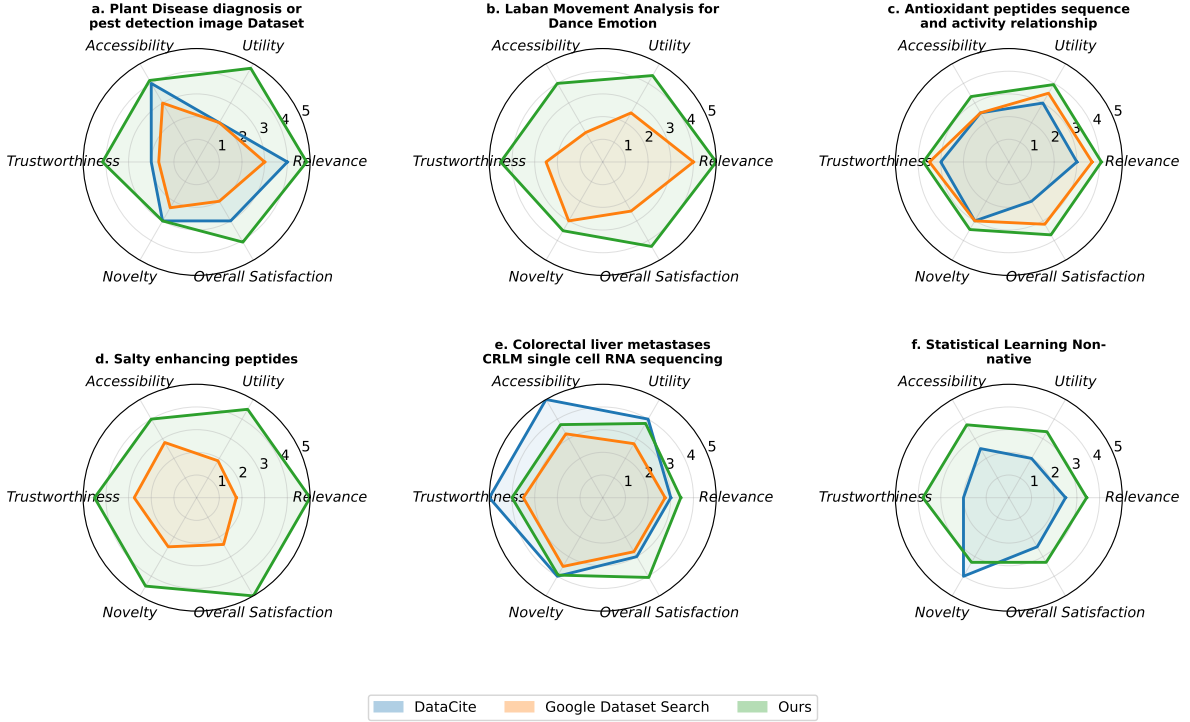 a. Plant Disease diagnosis or
pest detection image Dataset
Accessibility
Utility
Trustworthiness
Relevance
Novelty
Overall Satisfaction
1
2
3
4
5
b. Laban Movement Analysis for
Dance Emotion
Accessibility
Utility
Trustworthiness
Relevance
Novelty
Overall Satisfaction
1
2
3
4
5
c. Antioxidant peptides sequence
and activity relationship
Accessibility
Utility
Trustworthiness
Relevance
Novelty
Overall Satisfaction
1
2
3
4
5
d. Salty enhancing peptides
Accessibility
Utility
Trustworthiness
Relevance
Novelty
Overall Satisfaction
1
2
3
4
5
e. Colorectal liver metastases
CRLM single cell RNA sequencing
Accessibility
Utility
Trustworthiness
Relevance
Novelty
Overall Satisfaction
1
2
3
4
5
f. Statistical Learning Non-
native
Accessibility
Utility
Trustworthiness
Relevance
Novelty
Overall Satisfaction
1
2
3
4
5
DataCite
Google Dataset Search
Ours